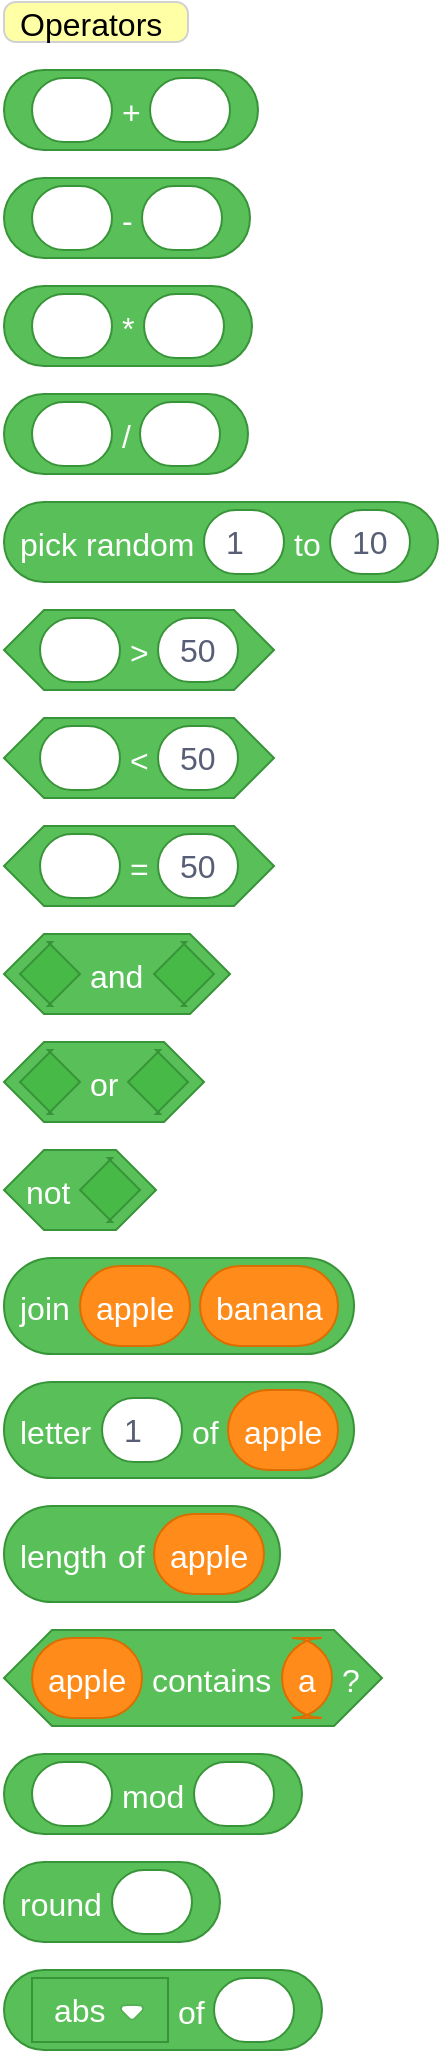 Operators
+
-
*
/
pick random 1 to 10
> 50
< 50
= 50
and
or
not
join apple banana
letter 1 of apple
length of apple
apple contains a ?
mod
round
abs of